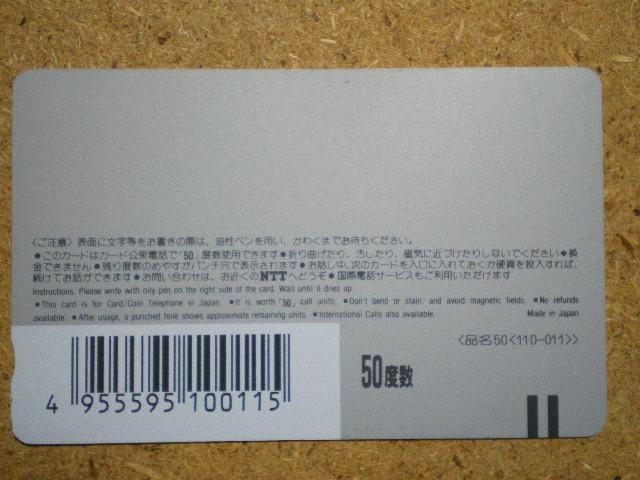 〈ご注意〉表面に文字等をお書きの際は、油性ペンを用い、かわくまでお待ちください。
●このカードはカード公衆電話で「50」度数使用できます●折り曲げたり、汚したり、磁気に近づけたりしないでください●換
金できません●残り度数のめやすがパンチ穴で表示されます●お話し中、次のカードを入口に入れておくか硬貨を投入すれば、
続けてお話ができます●お問い合わせは、お近くのNTTへどうぞ●国際電話サービスもご利用いただけます
Instructions. Please write with oily pen on the right side of the card. Wait until it dries up.
●This card is for Card/Coin Telephone in Japan. ●It is worth 「50」 call units. ●Don't bend or stain, and avoid magnetic fields. ●No refunds
available. ●After usage, a punched hole shows approximate remaining units. ●International Calls also available. Made in Japan
〈品名50〈110-011〉〉
50度数
4 955595 100115